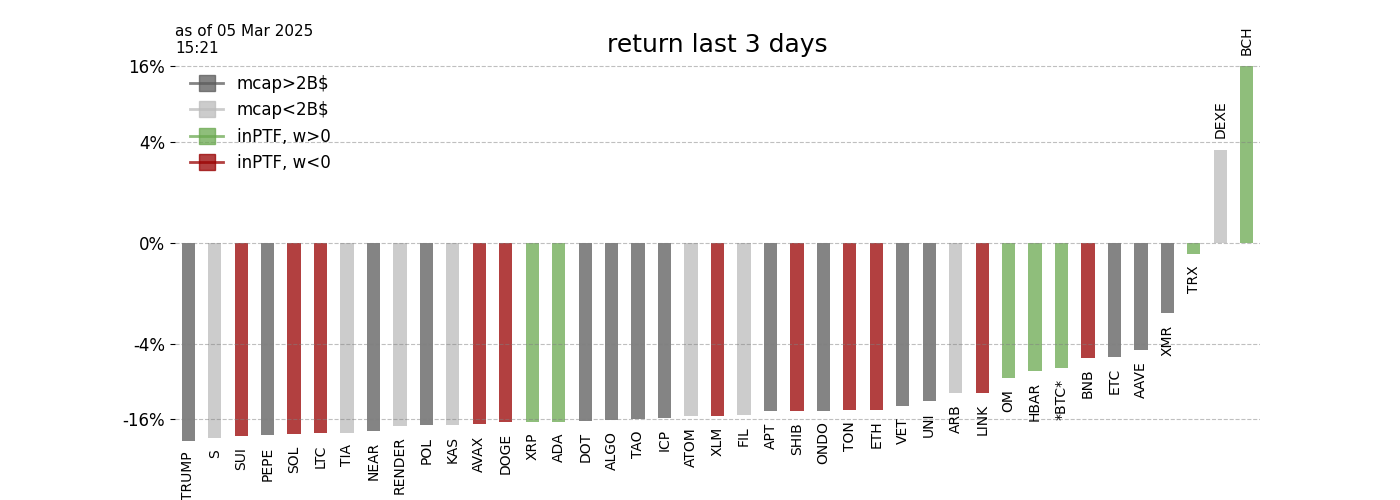 as of 05 Mar 2025
15:21
return last 3 days
BCH
16%
mcap>2B$
mcap<2B$
DEXE
inPTF, w>0
4%
inPTF, w<0
0%
TRX
-4%
XMR
AAVE
ETC
BNB
*BTC*
HBAR
OM
-16%
TRUMP
S
SUI
PEPE
SOL
LTC
TIA
NEAR
RENDER
POL
KAS
AVAX
DOGE
XRP
ADA
DOT
ALGO
TAO
ICP
ATOM
XLM
FIL
APT
SHIB
ONDO
TON
ETH
VET
UNI
ARB
LINK